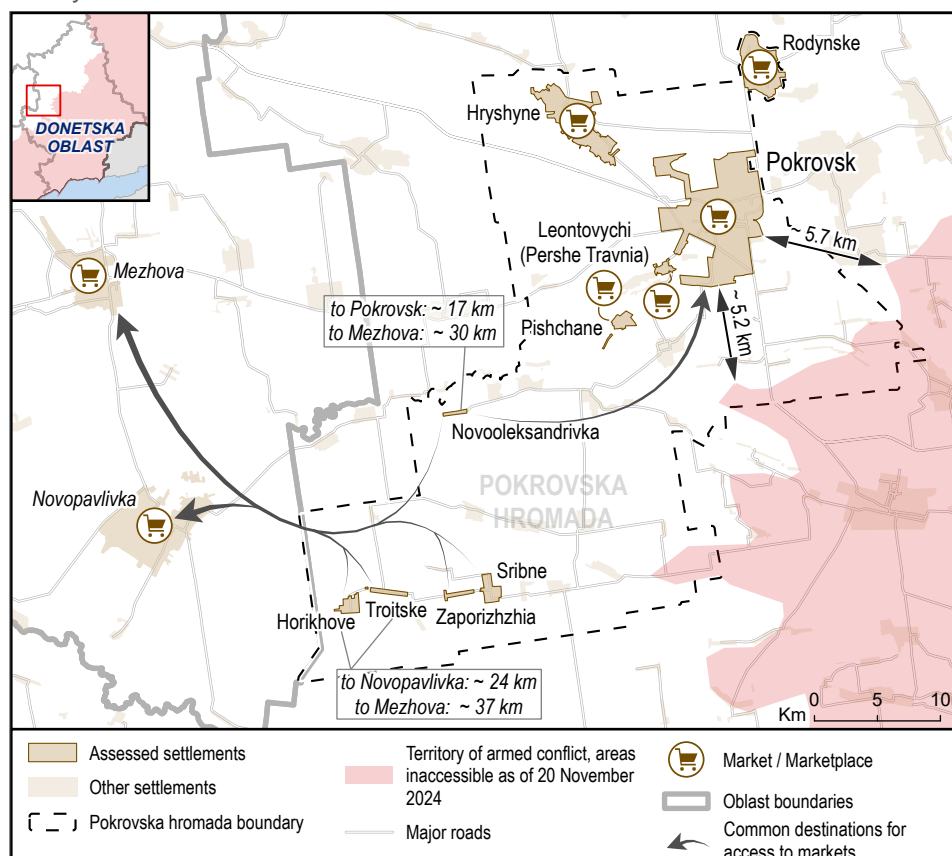 Rodynske
Hryshyne
DONETSKA
OBLAST
Pokrovsk
Leontovychi
(Pershe Travnia)
~ 5.7 km
Mezhova
to Pokrovsk: ~ 17 km
to Mezhova: ~ 30 km
~ 5.2 km
Pishchane
Novooleksandrivka
Novopavlivka
POKROVSKA
HROMADA
Sribne
Horikhove
Troitske
Zaporizhzhia
to Novopavlivka: ~ 24 km
to Mezhova: ~ 37 km
0 5 10
Km
Assessed settlements
Other settlements
Pokrovska hromada boundary
Territory of armed conflict, areas
inaccessible as of 20 November
2024
Major roads
Market / Marketplace
Oblast boundaries
Common destinations for
access to markets